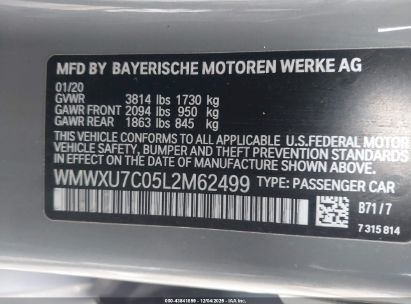 MFD BY BAYERISCHE MOTOREN WERKE AG
01/20
GVWR 3814 lbs 1730 kg
GAWR FRONT 2094 lbs 950 kg
GAWR REAR 1863 lbs 845 kg
THIS VEHICLE CONFORMS TO ALL APPLICABLE U.S. FEDERAL MOTOR
VEHICLE SAFETY, BUMPER, AND THEFT PREVENTION STANDARDS
IN EFFECT ON THE DATE OF MANUFACTURE SHOWN ABOVE.
WMWXU7C05L2M62499 TYPE: PASSENGER CAR
B71/7
7 315 814